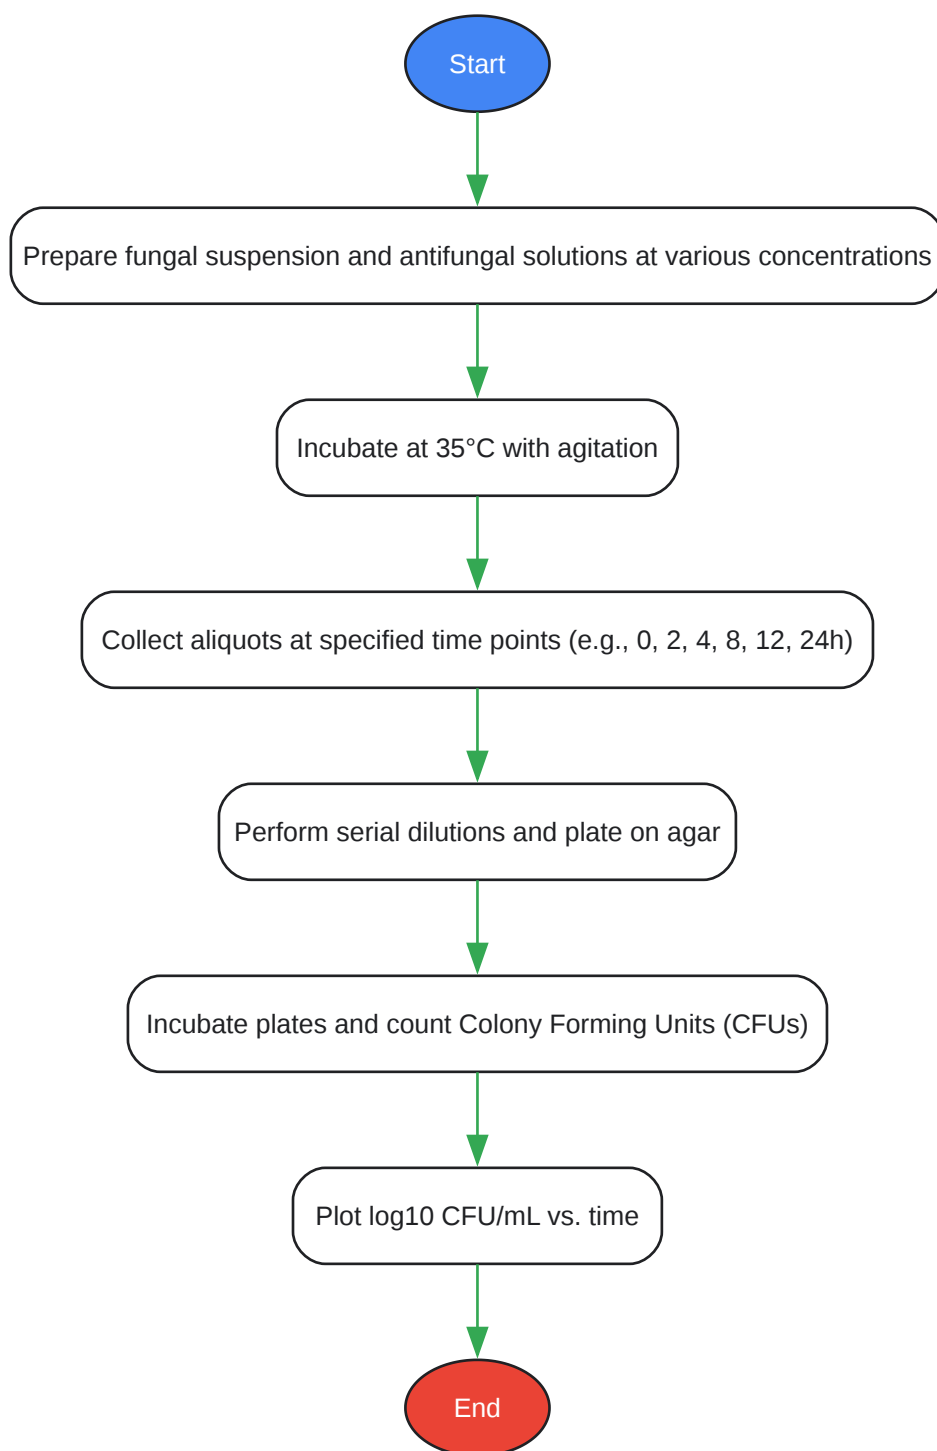 Start
Prepare fungal suspension and antifungal solutions at various concentrations
Incubate at 35°C with agitation
Collect aliquots at specified time points (e.g., 0, 2, 4, 8, 12, 24h)
Perform serial dilutions and plate on agar
Incubate plates and count Colony Forming Units (CFUs)
Plot log10 CFU/mL vs. time
End